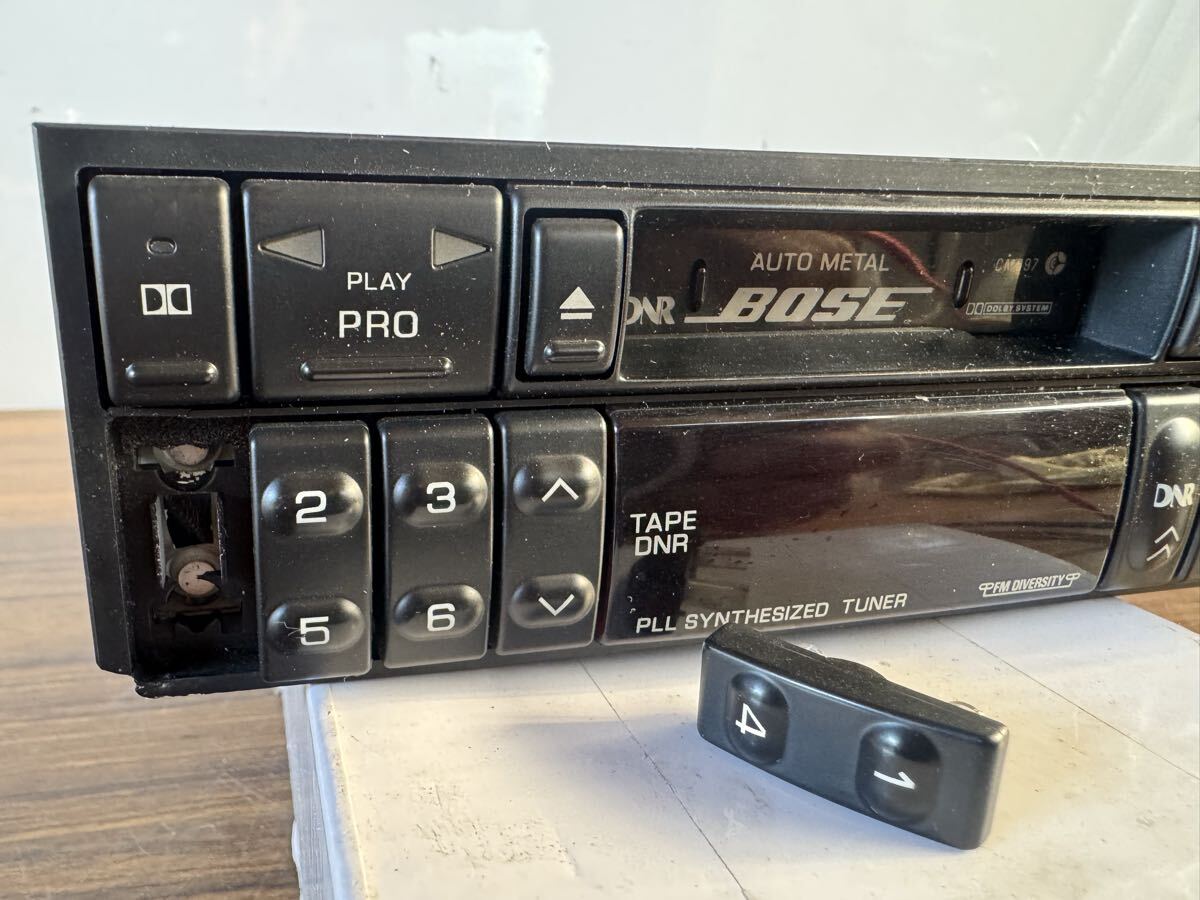 PLAY
PRO
AUTO METAL
DNR
BOSE
DOLBY SYSTEM
2
3
5
6
TAPE
DNR
DNR
PLL SYNTHESIZED TUNER
FM DIVERSITY
4
1